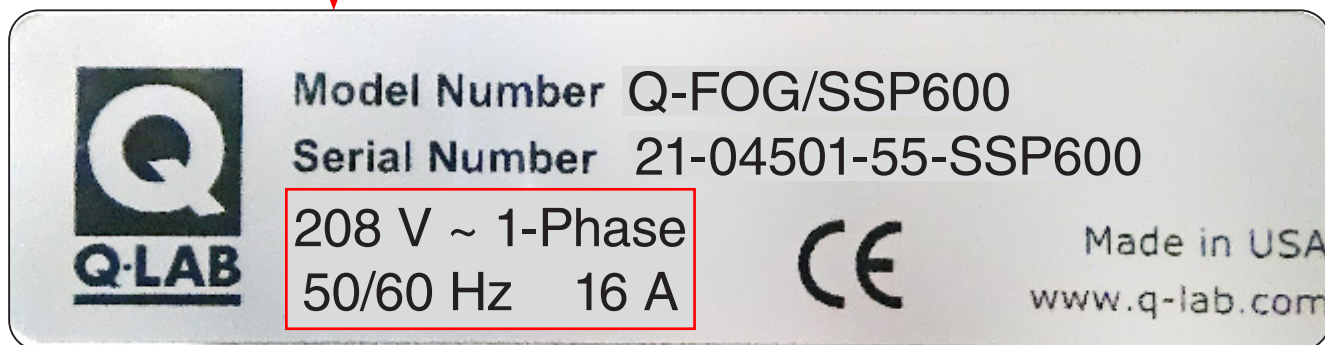 Model Number Q-FOG/SSP600
Serial Number 21-04501-55-SSP600
208 V ~ 1-Phase
50/60 Hz 16 A
Q-LAB
CE
Made in USA
www.q-lab.com